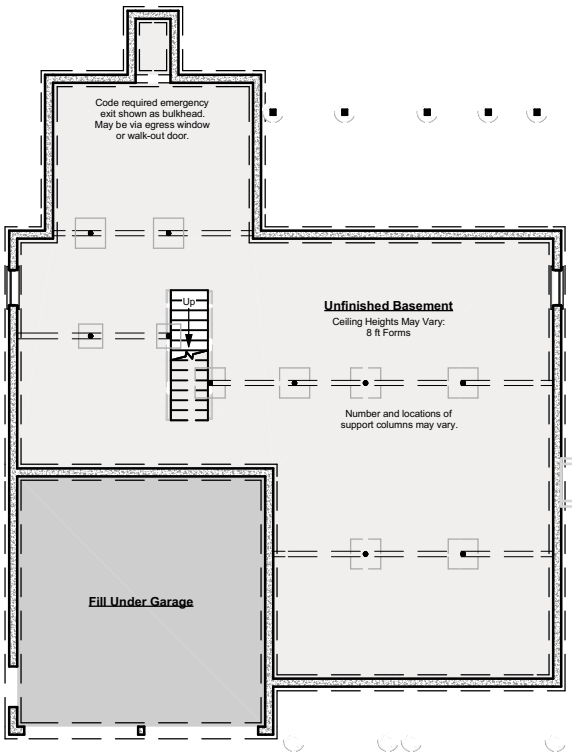 Code required emergency
exit shown as bulkhead.
May be via egress window
or walk-out door.
Up
Unfinished Basement
Ceiling Heights May Vary:
8 ft Forms
Number and locations of
support columns may vary.
Fill Under Garage